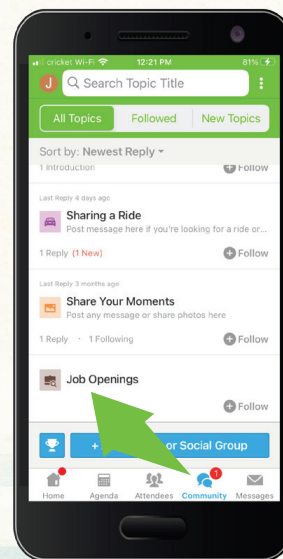 cricket Wi-Fi 12:21 PM 81%
J Search Topic Title
All Topics Followed New Topics
Sort by: Newest Reply
1 Introduction Follow
Last Reply 4 days ago
Sharing a Ride
Post message here if you're looking for a ride or...
1 Reply (1 New) Follow
Last Reply 3 months ago
Share Your Moments
Post any message or share photos here
1 Reply · 1 Following Follow
Job Openings
Follow
+ or Social Group
1
Home Agenda Attendees Community Messages